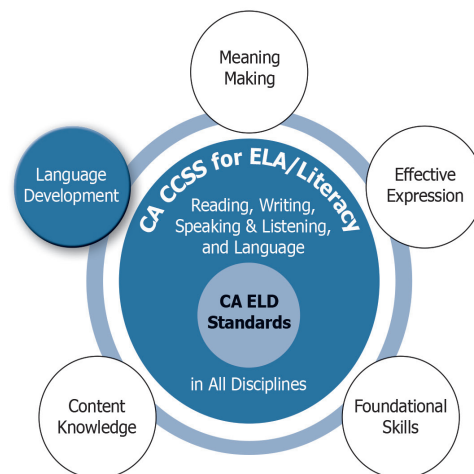 Meaning
Making
Language
Development
Effective
Expression
CA CCSS for ELA/Literacy
Reading, Writing,
Speaking & Listening,
and Language
CA ELD
Standards
in All Disciplines
Content
Knowledge
Foundational
Skills